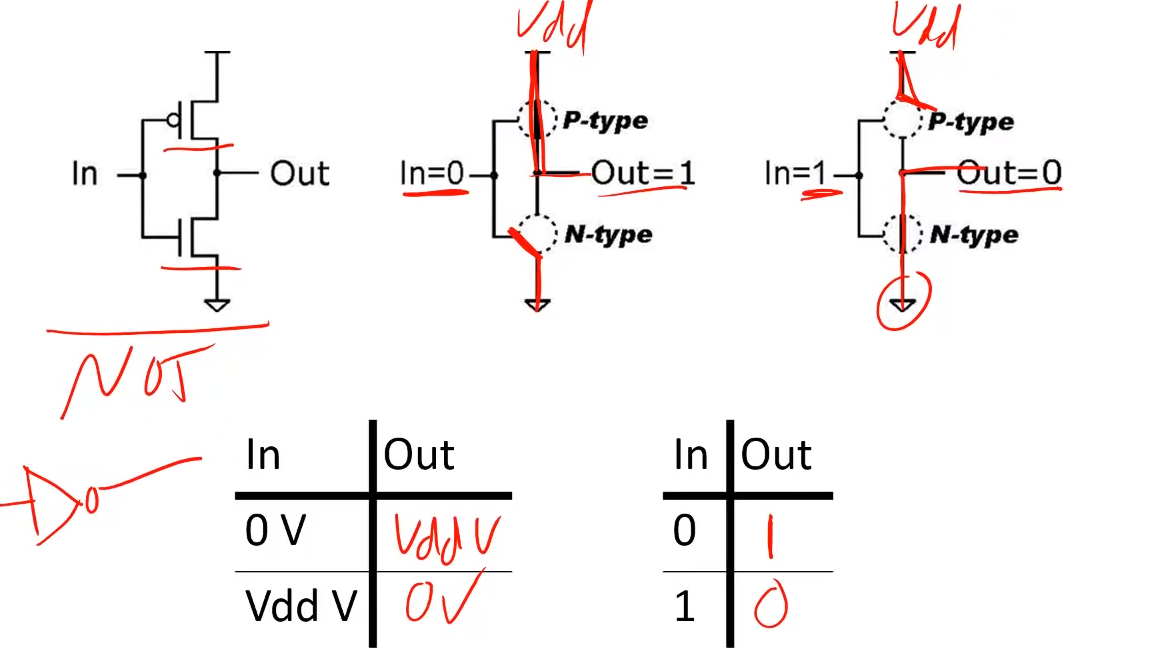 Vdd
Vdd
P-type
P-type
In
Out
In=0
Out=1
In=1
Out=0
N-type
N-type
NOT
In Out
In Out
0 V Vdd V
0 1
Vdd V 0V
1 0